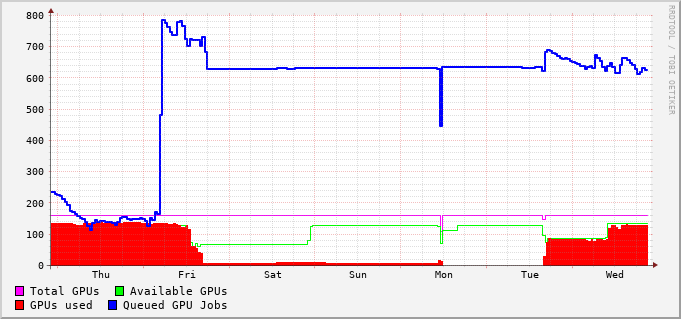 800
700
600
500
400
300
200
100
0
Thu Fri Sat Sun Mon Tue Wed
Total GPUs Available GPUs
GPUs used Queued GPU Jobs
RRDTOOL / TOBI OETIKER